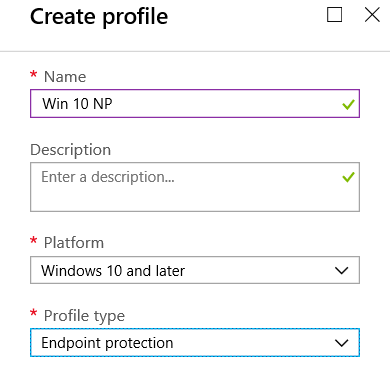 Create profile
* Name
Win 10 NP
Description
Enter a description...
* Platform
Windows 10 and later
* Profile type
Endpoint protection